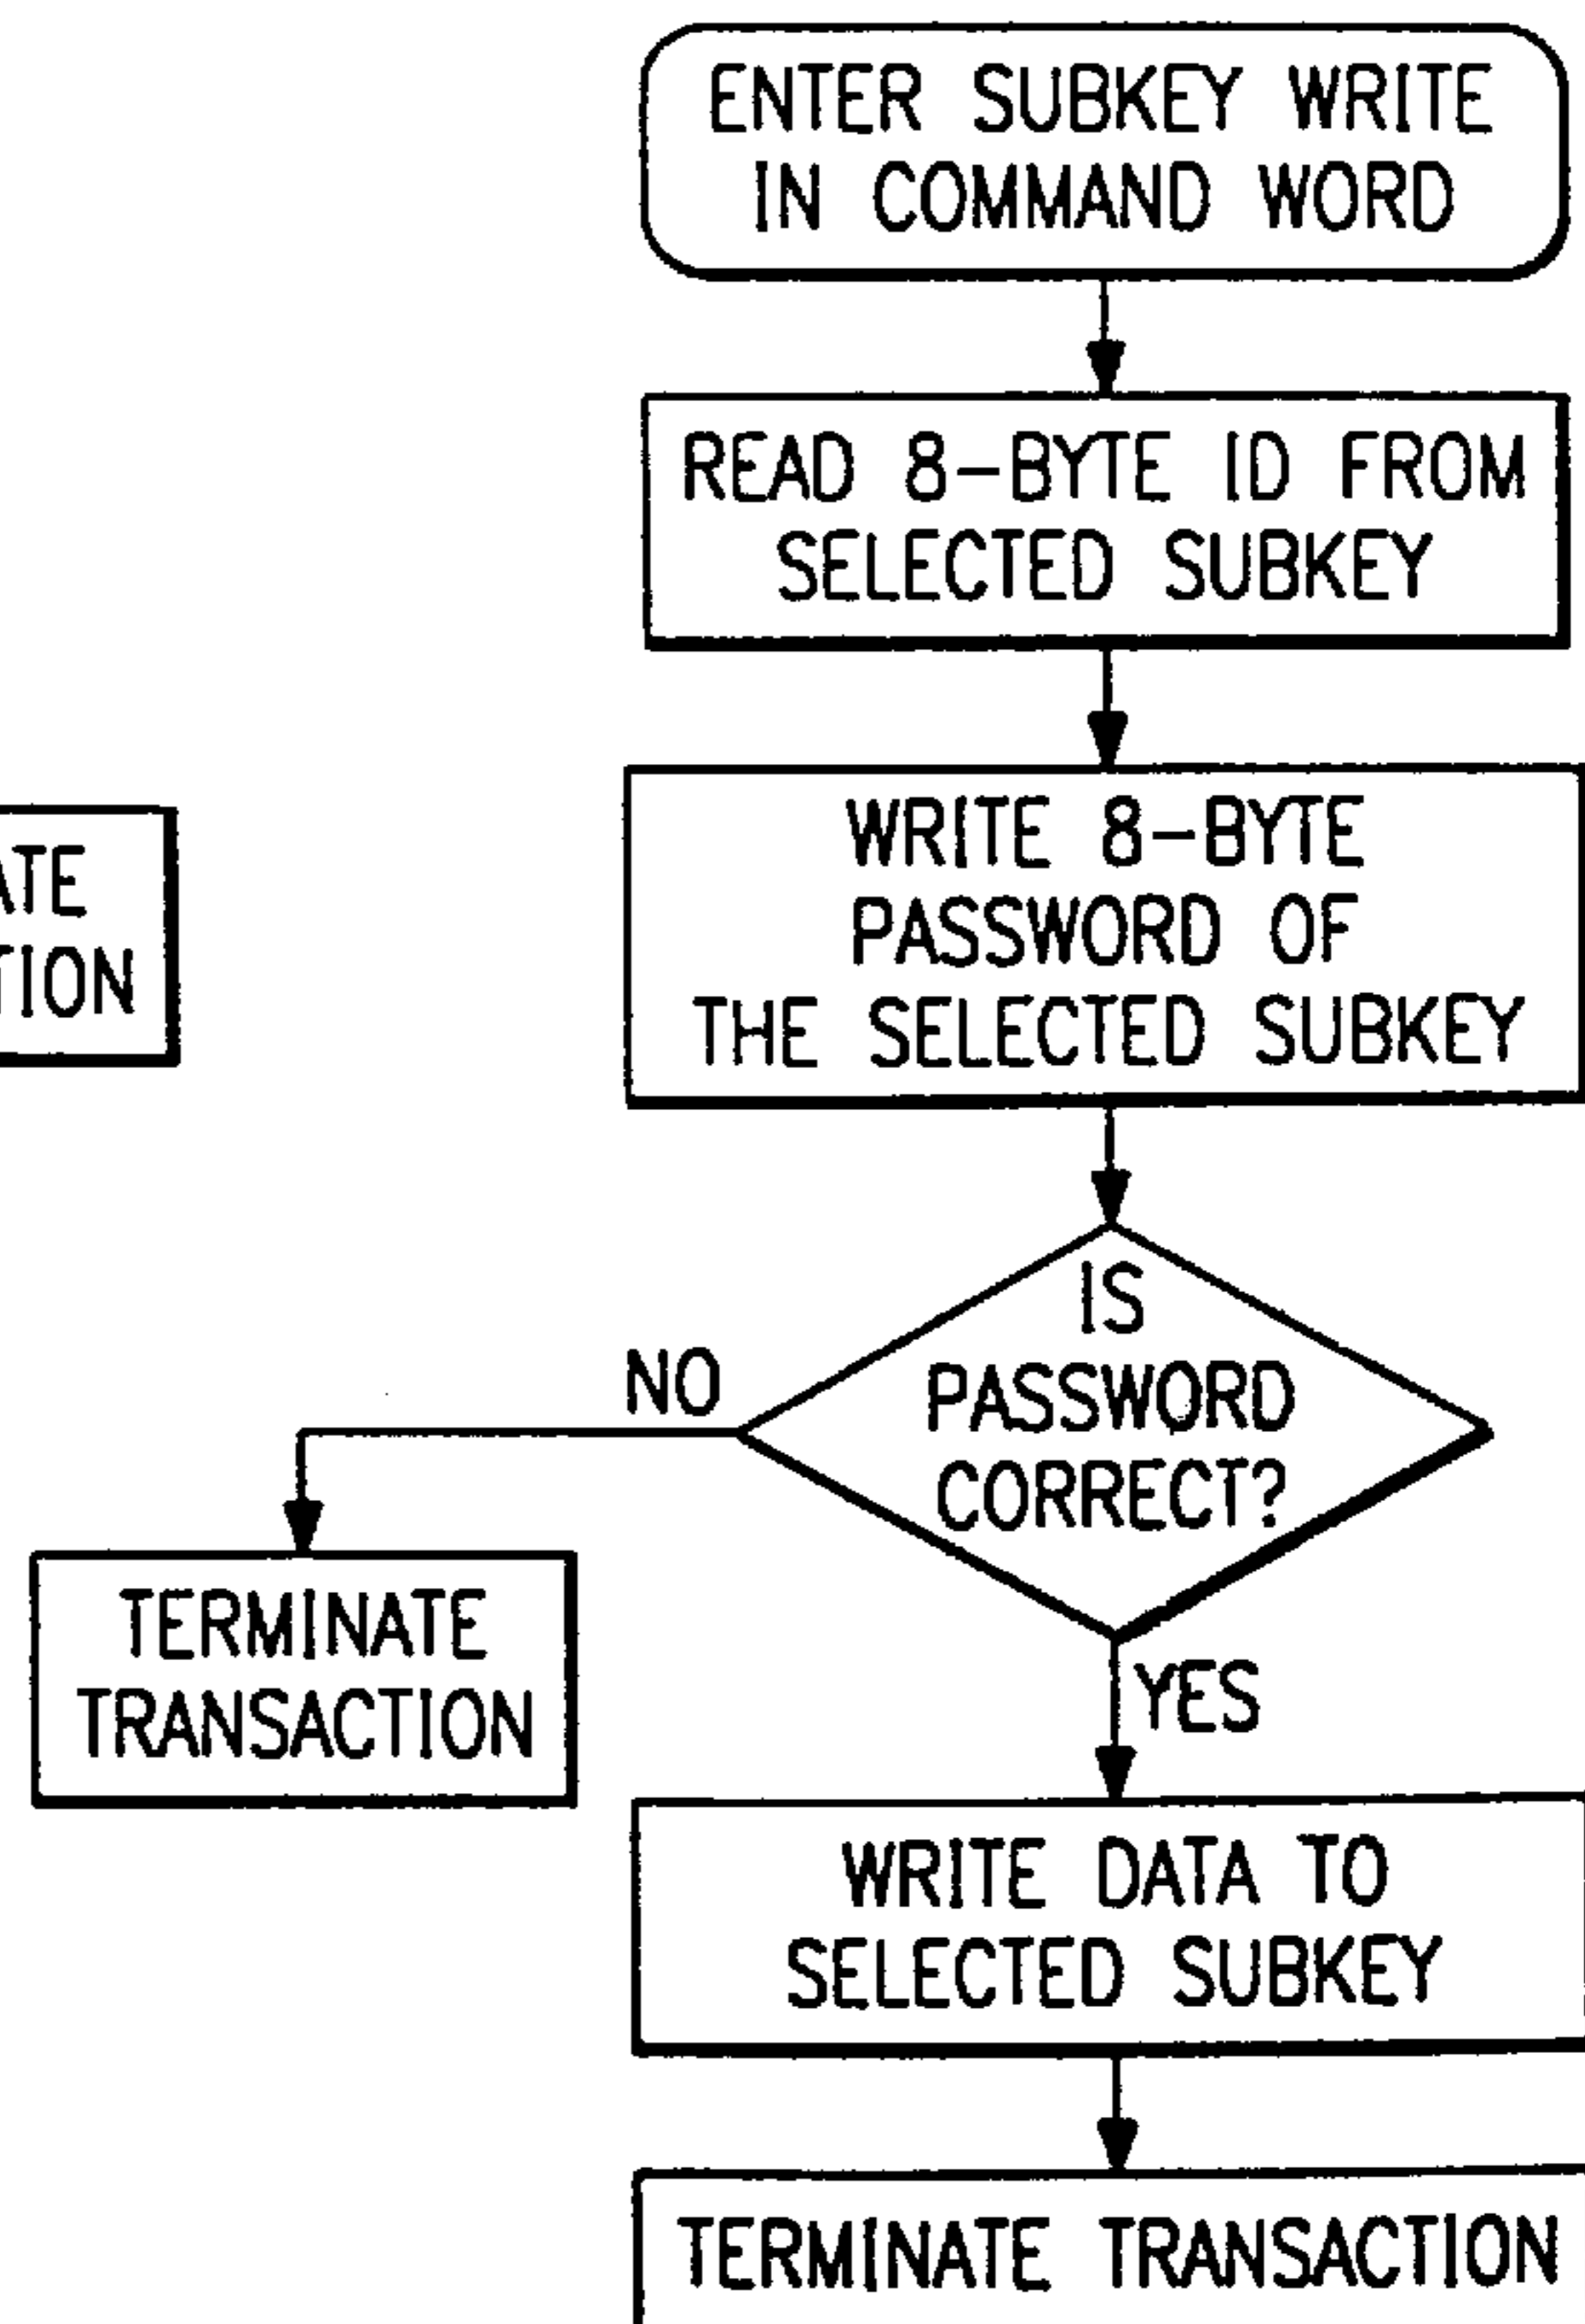 ENTER SUBKEY WRITE
IN COMMAND WORD
READ 8-BYTE ID FROM
SELECTED SUBKEY
WRITE 8-BYTE
PASSWORD OF
THE SELECTED SUBKEY
IS
PASSWORD
CORRECT?
NO
TERMINATE
TRANSACTION
YES
WRITE DATA TO
SELECTED SUBKEY
TERMINATE TRANSACTION